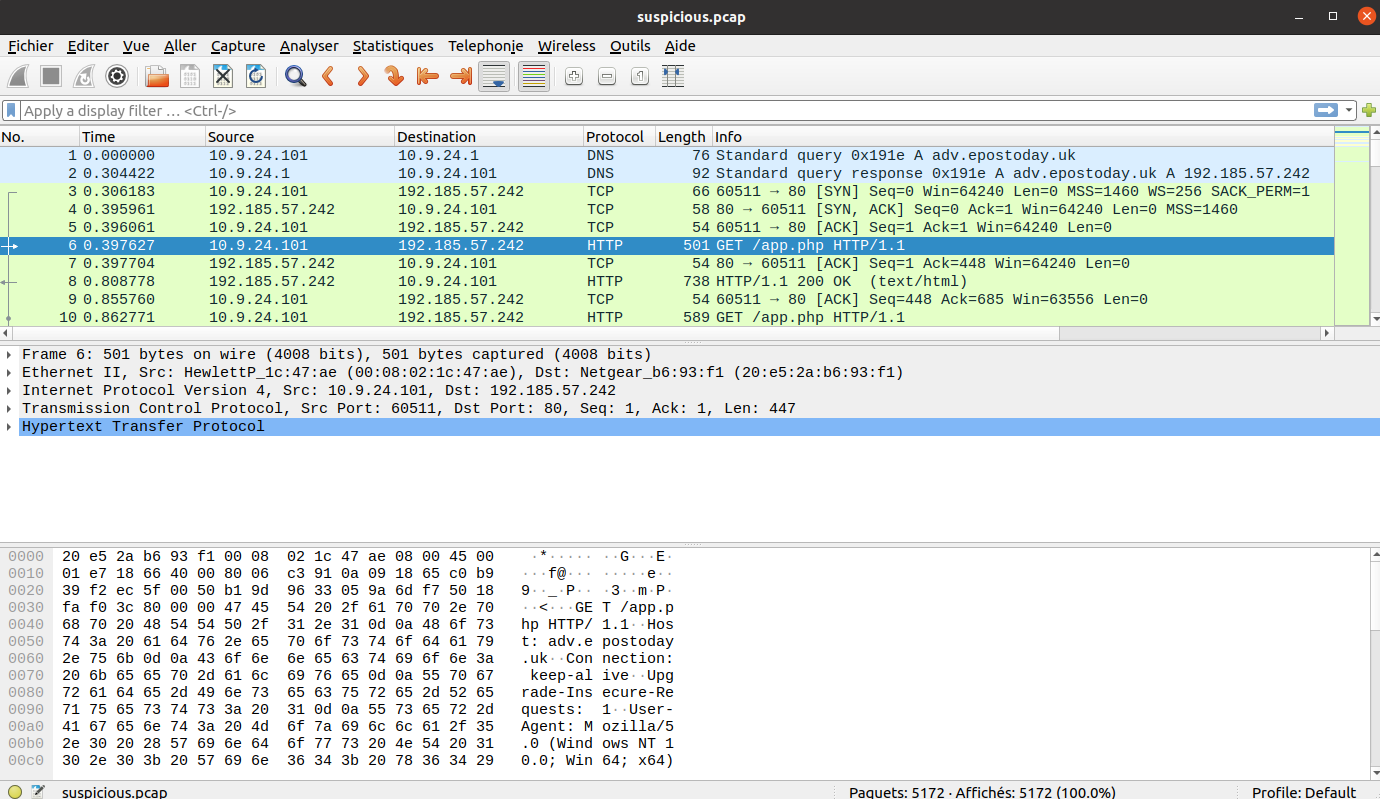 suspicious.pcap
Fichier Editer Vue Aller Capture Analyser Statistiques Telephonie Wireless Outils Aide
Apply a display filter … <Ctrl-/>
No. Time Source Destination Protocol Length Info
1 0.000000 10.9.24.101 10.9.24.1 DNS 76 Standard query 0x191e A adv.epostoday.uk
2 0.304422 10.9.24.1 10.9.24.101 DNS 92 Standard query response 0x191e A adv.epostoday.uk A 192.185.57.242
3 0.306183 10.9.24.101 192.185.57.242 TCP 66 60511 → 80 [SYN] Seq=0 Win=64240 Len=0 MSS=1460 WS=256 SACK_PERM=1
4 0.395961 192.185.57.242 10.9.24.101 TCP 58 80 → 60511 [SYN, ACK] Seq=0 Ack=1 Win=64240 Len=0 MSS=1460
5 0.396061 10.9.24.101 192.185.57.242 TCP 54 60511 → 80 [ACK] Seq=1 Ack=1 Win=64240 Len=0
6 0.397627 10.9.24.101 192.185.57.242 HTTP 501 GET /app.php HTTP/1.1
7 0.397704 192.185.57.242 10.9.24.101 TCP 54 80 → 60511 [ACK] Seq=1 Ack=448 Win=64240 Len=0
8 0.808778 192.185.57.242 10.9.24.101 HTTP 738 HTTP/1.1 200 OK (text/html)
9 0.855760 10.9.24.101 192.185.57.242 TCP 54 60511 → 80 [ACK] Seq=448 Ack=685 Win=63556 Len=0
10 0.862771 10.9.24.101 192.185.57.242 HTTP 589 GET /app.php HTTP/1.1
Frame 6: 501 bytes on wire (4008 bits), 501 bytes captured (4008 bits)
Ethernet II, Src: HewlettP_1c:47:ae (00:08:02:1c:47:ae), Dst: Netgear_b6:93:f1 (20:e5:2a:b6:93:f1)
Internet Protocol Version 4, Src: 10.9.24.101, Dst: 192.185.57.242
Transmission Control Protocol, Src Port: 60511, Dst Port: 80, Seq: 1, Ack: 1, Len: 447
Hypertext Transfer Protocol
0000 20 e5 2a b6 93 f1 00 08 02 1c 47 ae 08 00 45 00 ·*····· ··G···E·
0010 01 e7 18 66 40 00 80 06 c3 91 0a 09 18 65 c0 b9 ···f@··· ·····e··
0020 39 f2 ec 5f 00 50 b1 9d 96 33 05 9a 6d f7 50 18 9··_·P·· ·3··m·P·
0030 fa f0 3c 80 00 00 47 45 54 20 2f 61 70 70 2e 70 ··<···GE T /app.p
0040 68 70 20 48 54 54 50 2f 31 2e 31 0d 0a 48 6f 73 hp HTTP/ 1.1··Hos
0050 74 3a 20 61 64 76 2e 65 70 6f 73 74 6f 64 61 79 t: adv.e postoday
0060 2e 75 6b 0d 0a 43 6f 6e 6e 65 63 74 69 6f 6e 3a .uk··Con nection:
0070 20 6b 65 65 70 2d 61 6c 69 76 65 0d 0a 55 70 67 keep-al ive··Upg
0080 72 61 64 65 2d 49 6e 73 65 63 75 72 65 2d 52 65 rade-Ins ecure-Re
0090 71 75 65 73 74 73 3a 20 31 0d 0a 55 73 65 72 2d quests: 1··User-
00a0 41 67 65 6e 74 3a 20 4d 6f 7a 69 6c 6c 61 2f 35 Agent: M ozilla/5
00b0 2e 30 20 28 57 69 6e 64 6f 77 73 20 4e 54 20 31 .0 (Wind ows NT 1
00c0 30 2e 30 3b 20 57 69 6e 36 34 3b 20 78 36 34 29 0.0; Win 64; x64)
suspicious.pcap Paquets: 5172 · Affichés: 5172 (100.0%) Profile: Default